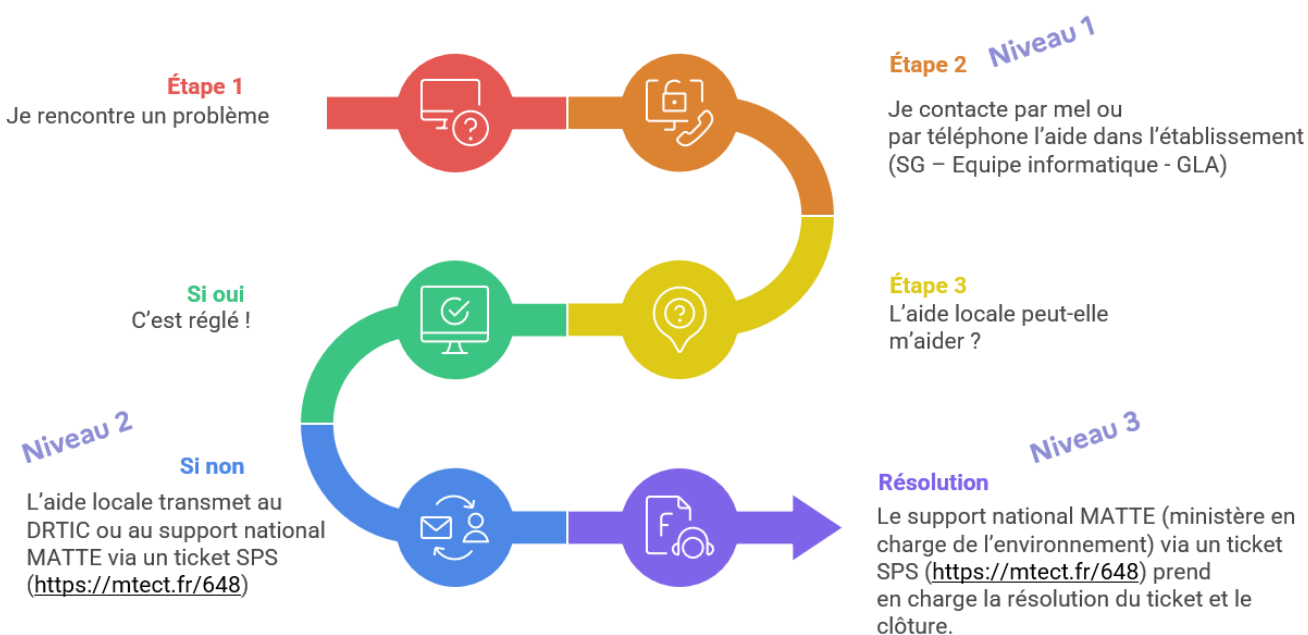 Étape 1
Je rencontre un problème
Étape 2
Niveau 1
Je contacte par mel ou
par téléphone l'aide dans l'établissement
(SG – Equipe informatique - GLA)
Étape 3
L'aide locale peut-elle
m'aider ?
Si oui
C'est réglé !
Niveau 2
Si non
L'aide locale transmet au
DRTIC ou au support national
MATTE via un ticket SPS
(https://mtect.fr/648)
F
Niveau 3
Résolution
Le support national MATTE (ministère en
charge de l'environnement) via un ticket
SPS (https://mtect.fr/648) prend
en charge la résolution du ticket et le
clôture.